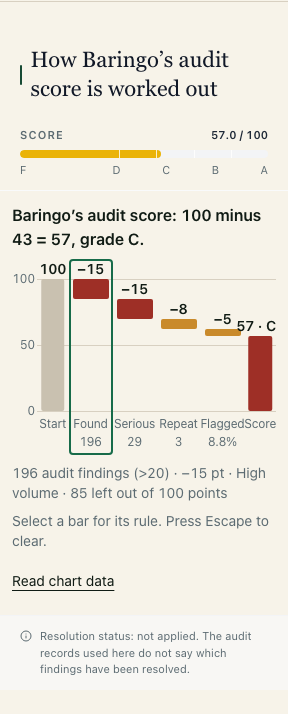 How Baringo’s audit
score is worked out
SCORE 57.0 / 100
F D C B A
Baringo’s audit score: 100 minus
43 = 57, grade C.
100 −15
100
−15
−8
−5 57 · C
50
0
Start Found Serious Repeat Flagged Score
196 29 3 8.8%
196 audit findings (>20) · −15 pt · High
volume · 85 left out of 100 points
Select a bar for its rule. Press Escape to
clear.
Read chart data
Resolution status: not applied. The audit
records used here do not say which
findings have been resolved.